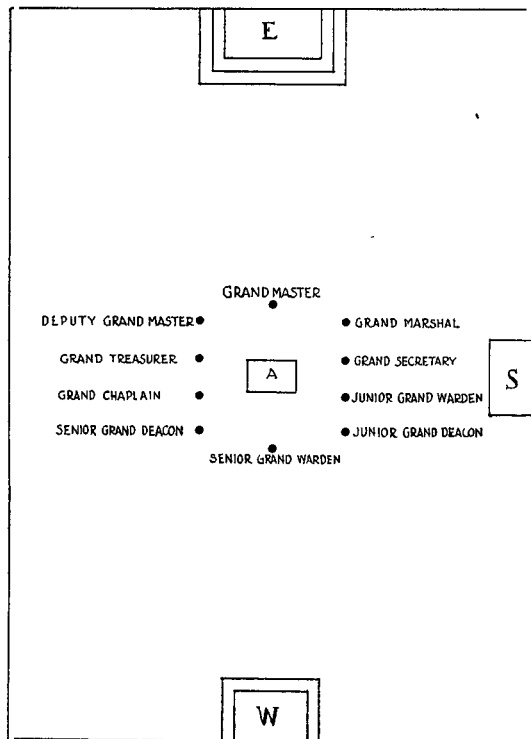 E
GRAND MASTER
DEPUTY GRAND MASTER
GRAND MARSHAL
GRAND TREASURER
GRAND SECRETARY
A
S
GRAND CHAPLAIN
JUNIOR GRAND WARDEN
SENIOR GRAND DEACON
JUNIOR GRAND DEACON
SENIOR GRAND WARDEN
W